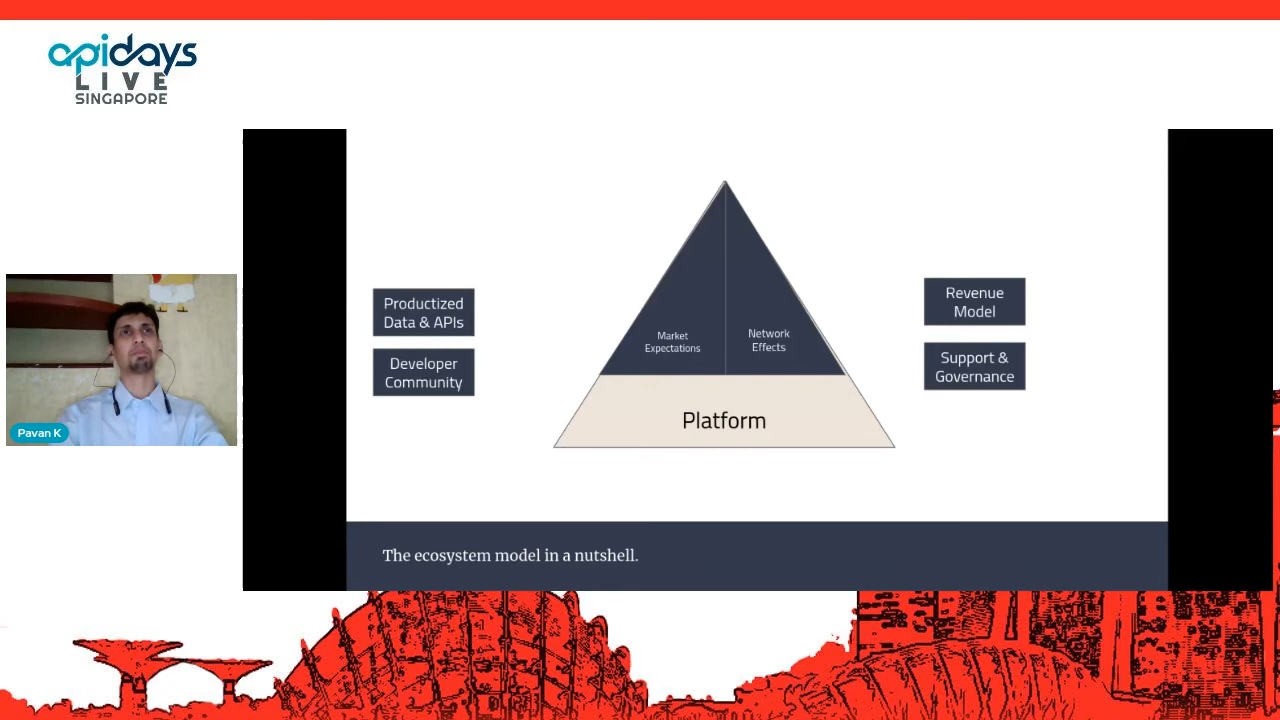 apidays
LIVE
SINGAPORE
Productized
Data & APIs
Developer
Community
Market
Expectations
Network
Effects
Platform
Revenue
Model
Support &
Governance
Pavan K
The ecosystem model in a nutshell.